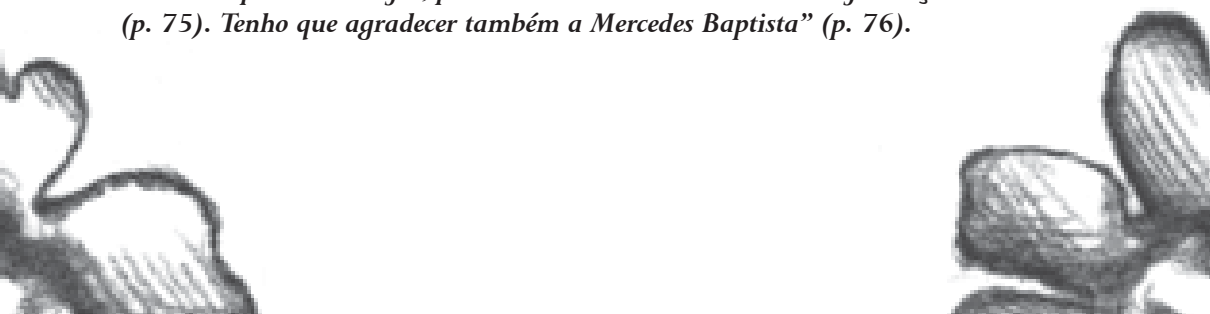 (p. 75). Tenho que agradecer também a Mercedes Baptista” (p. 76).